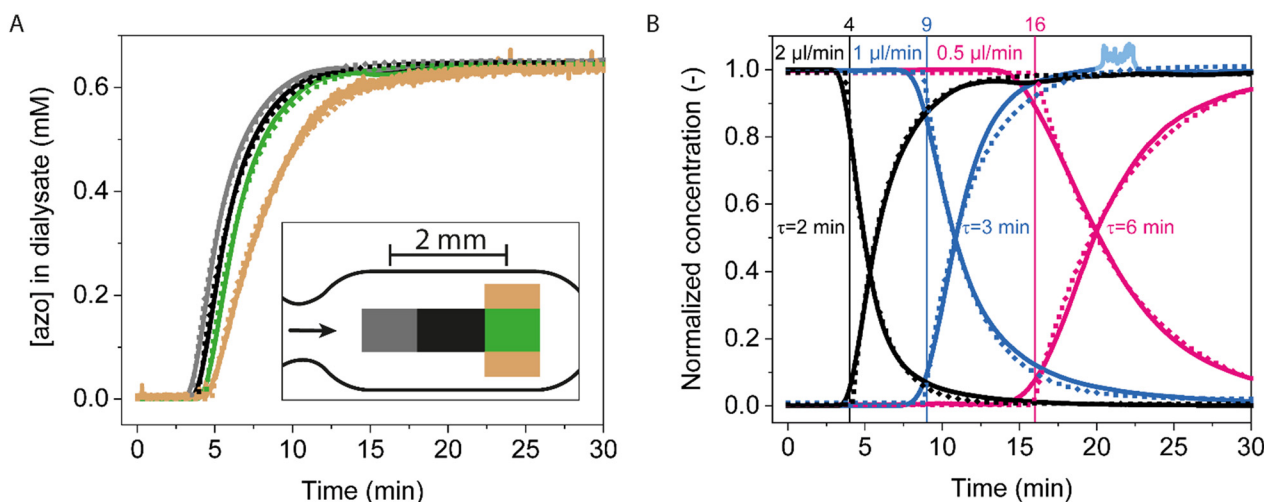 A
[azo] in dialysate (mM)
0.6
0.4
0.2
0.0
2 mm
0 5 10 15 20 25 30
Time (min)
B
4 9 16
2 µl/min 1 µl/min 0.5 µl/min
Normalized concentration (-)
1.0
0.8
0.6
0.4
0.2
0.0
τ=2 min τ=3 min τ=6 min
0 5 10 15 20 25 30
Time (min)